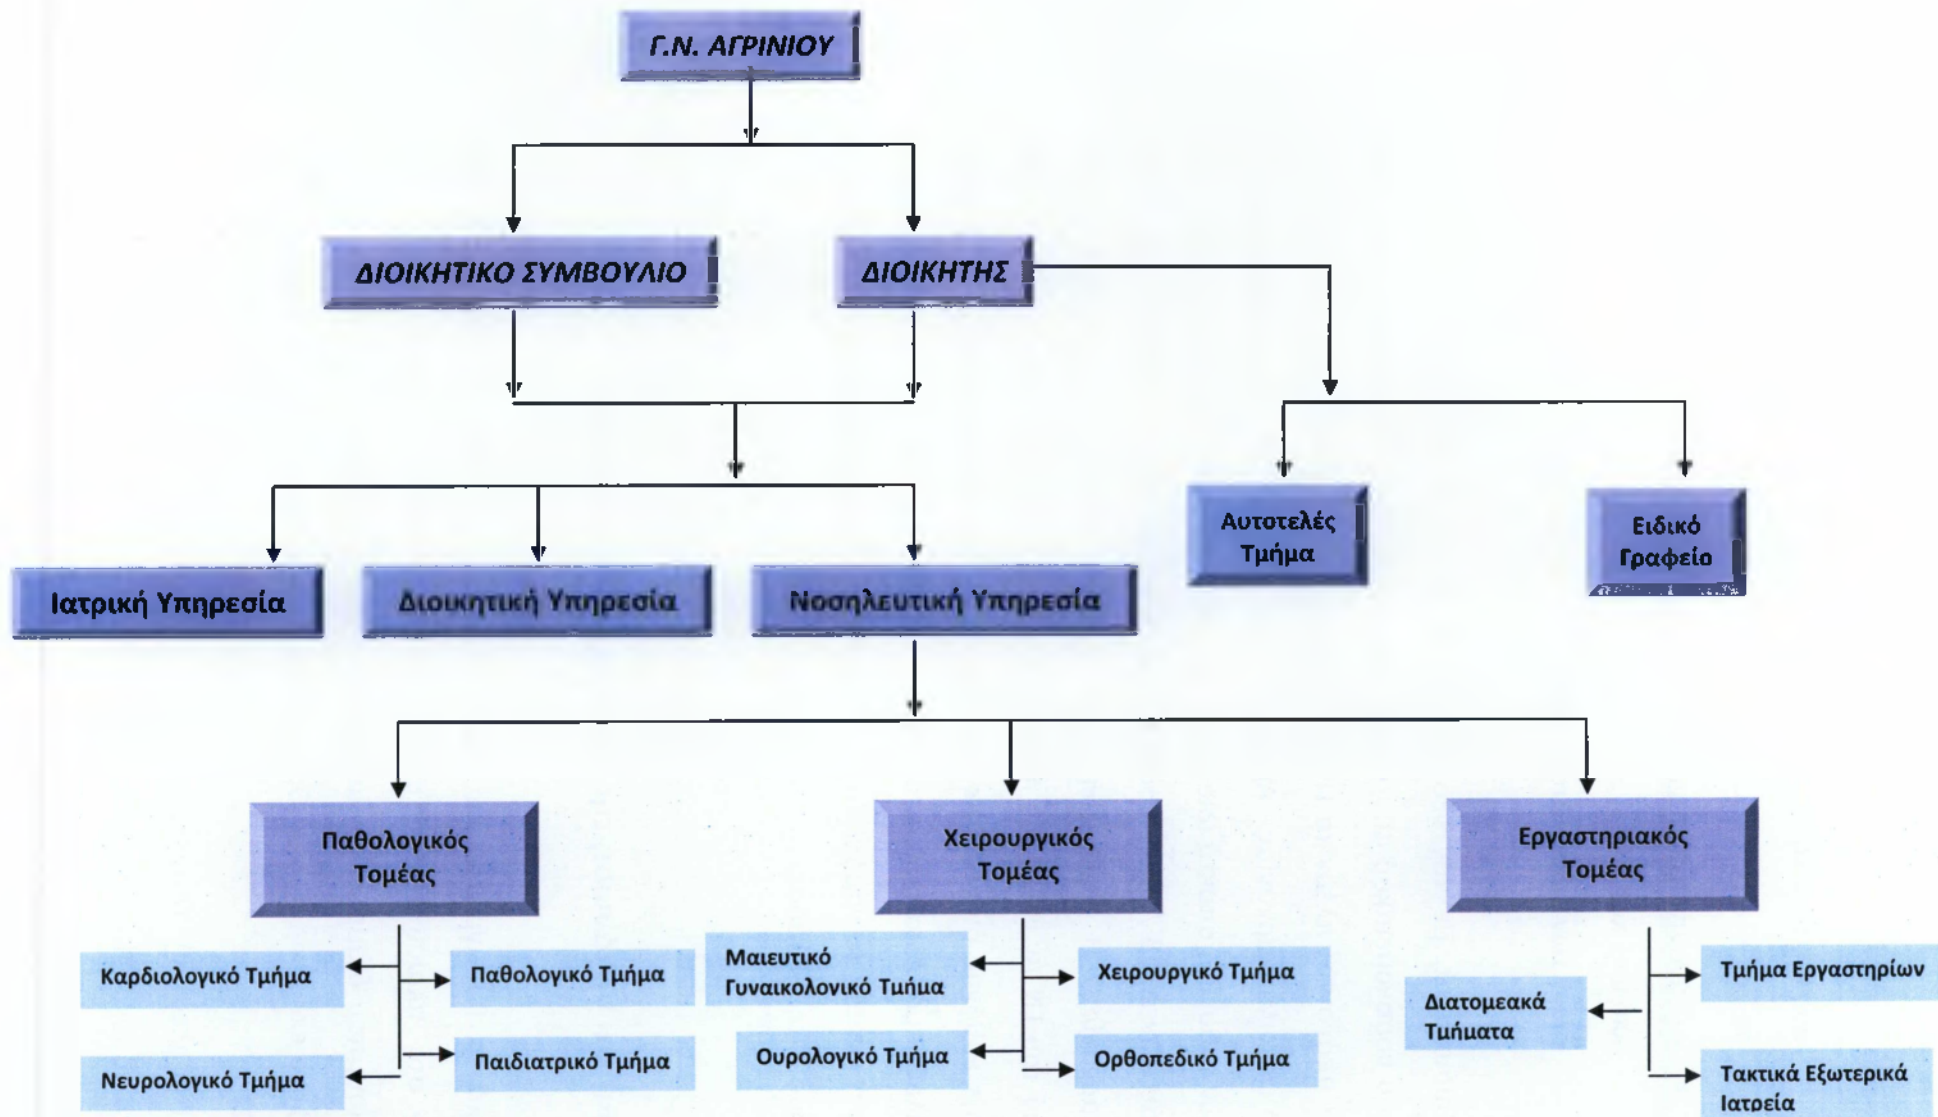 Γ.Ν. ΑΓΡΙΝΙΟΥ
ΔΙΟΙΚΗΤΙΚΟ ΣΥΜΒΟΥΛΙΟ
ΔΙΟΙΚΗΤΗΣ
Αυτοτελές
Τμήμα
Ειδικό
Γραφείο
Ιατρική Υπηρεσία
Διοικητική Υπηρεσία
Νοσηλευτική Υπηρεσία
Παθολογικός
Τομέας
Χειρουργικός
Τομέας
Εργαστηριακός
Τομέας
Καρδιολογικό Τμήμα
Παθολογικό Τμήμα
Νευρολογικό Τμήμα
Παιδιατρικό Τμήμα
Μαιευτικό
Γυναικολογικό Τμήμα
Χειρουργικό Τμήμα
Ουρολογικό Τμήμα
Ορθοπεδικό Τμήμα
Τμήμα Εργαστηρίων
Διατομεακά
Τμήματα
Τακτικά Εξωτερικά
Ιατρεία